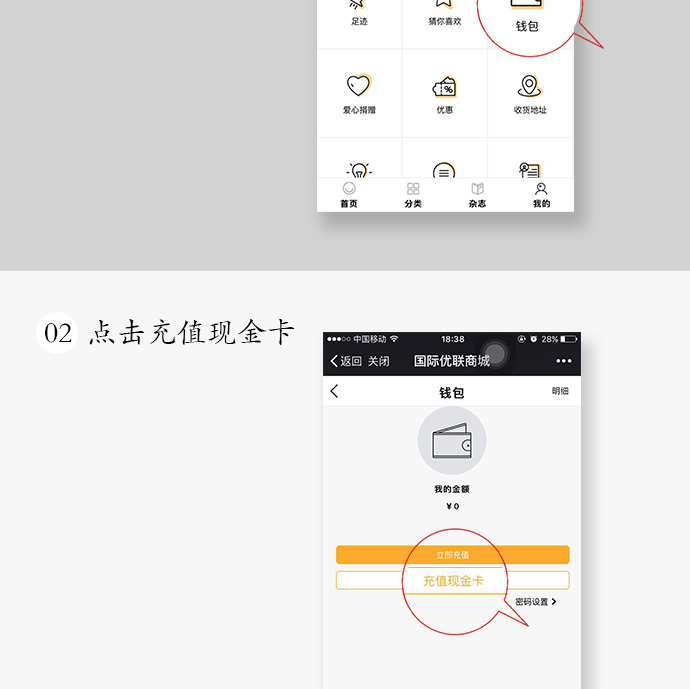 足迹 猜你喜欢 钱包
爱心捐赠 优惠 收货地址
首页 分类 杂志 我的
02 点击充值现金卡
中国移动 18:38 28%
返回 关闭 国际优联商城
钱包 明细
我的金额
¥ 0
立即充值
充值现金卡
密码设置